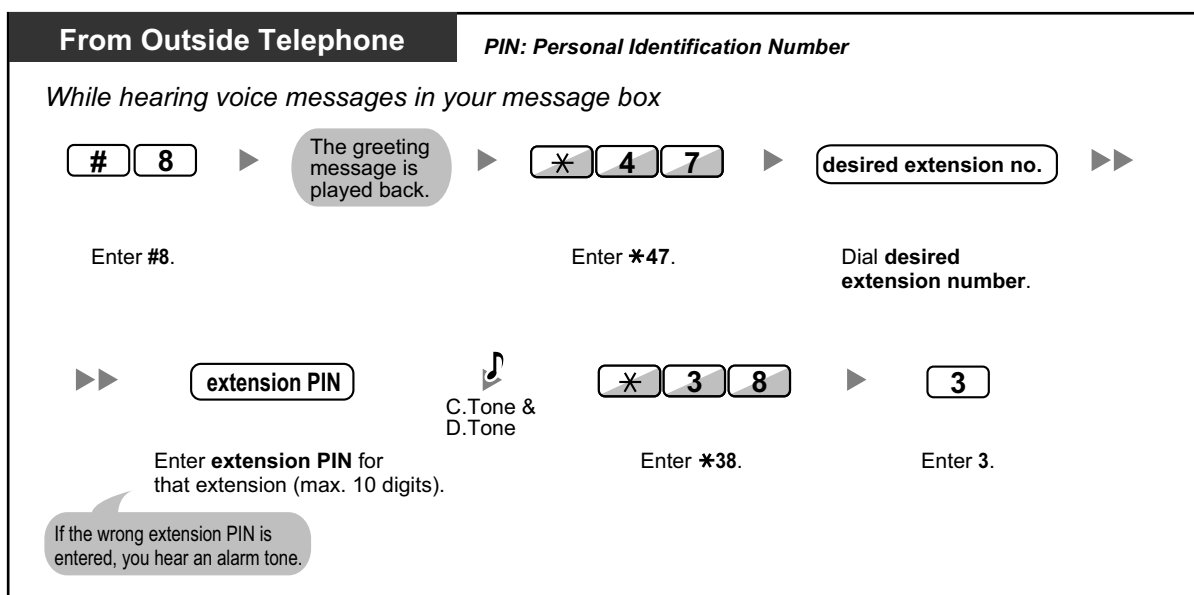 From Outside Telephone
PIN: Personal Identification Number
While hearing voice messages in your message box
# 8
The greeting
message is
played back.
* 4 7
desired extension no.
Enter #8.
Enter *47.
Dial desired
extension number.
extension PIN
C.Tone &
D.Tone
* 3 8
3
Enter extension PIN for
that extension (max. 10 digits).
Enter *38.
Enter 3.
If the wrong extension PIN is
entered, you hear an alarm tone.